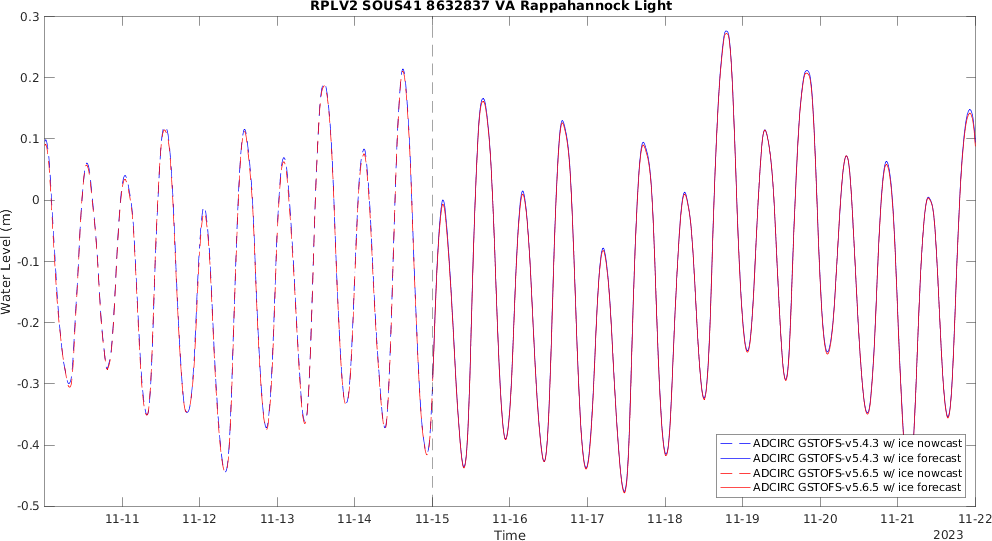 RPLV2 SOUS41 8632837 VA Rappahannock Light
0.3
0.2
0.1
0
-0.1
-0.2
-0.3
-0.4
-0.5
Water Level (m)
ADCIRC GSTOFS-v5.4.3 w/ ice nowcast
ADCIRC GSTOFS-v5.4.3 w/ ice forecast
ADCIRC GSTOFS-v5.6.5 w/ ice nowcast
ADCIRC GSTOFS-v5.6.5 w/ ice forecast
11-11 11-12 11-13 11-14 11-15 11-16 11-17 11-18 11-19 11-20 11-21 11-22
Time
2023